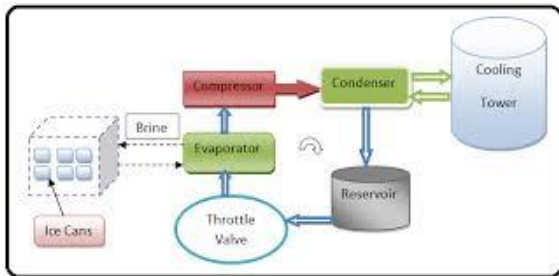 Compressor
Condenser
Cooling
Tower
Brine
Evaporator
Reservoir
Ice Cans
Throttle
Valve